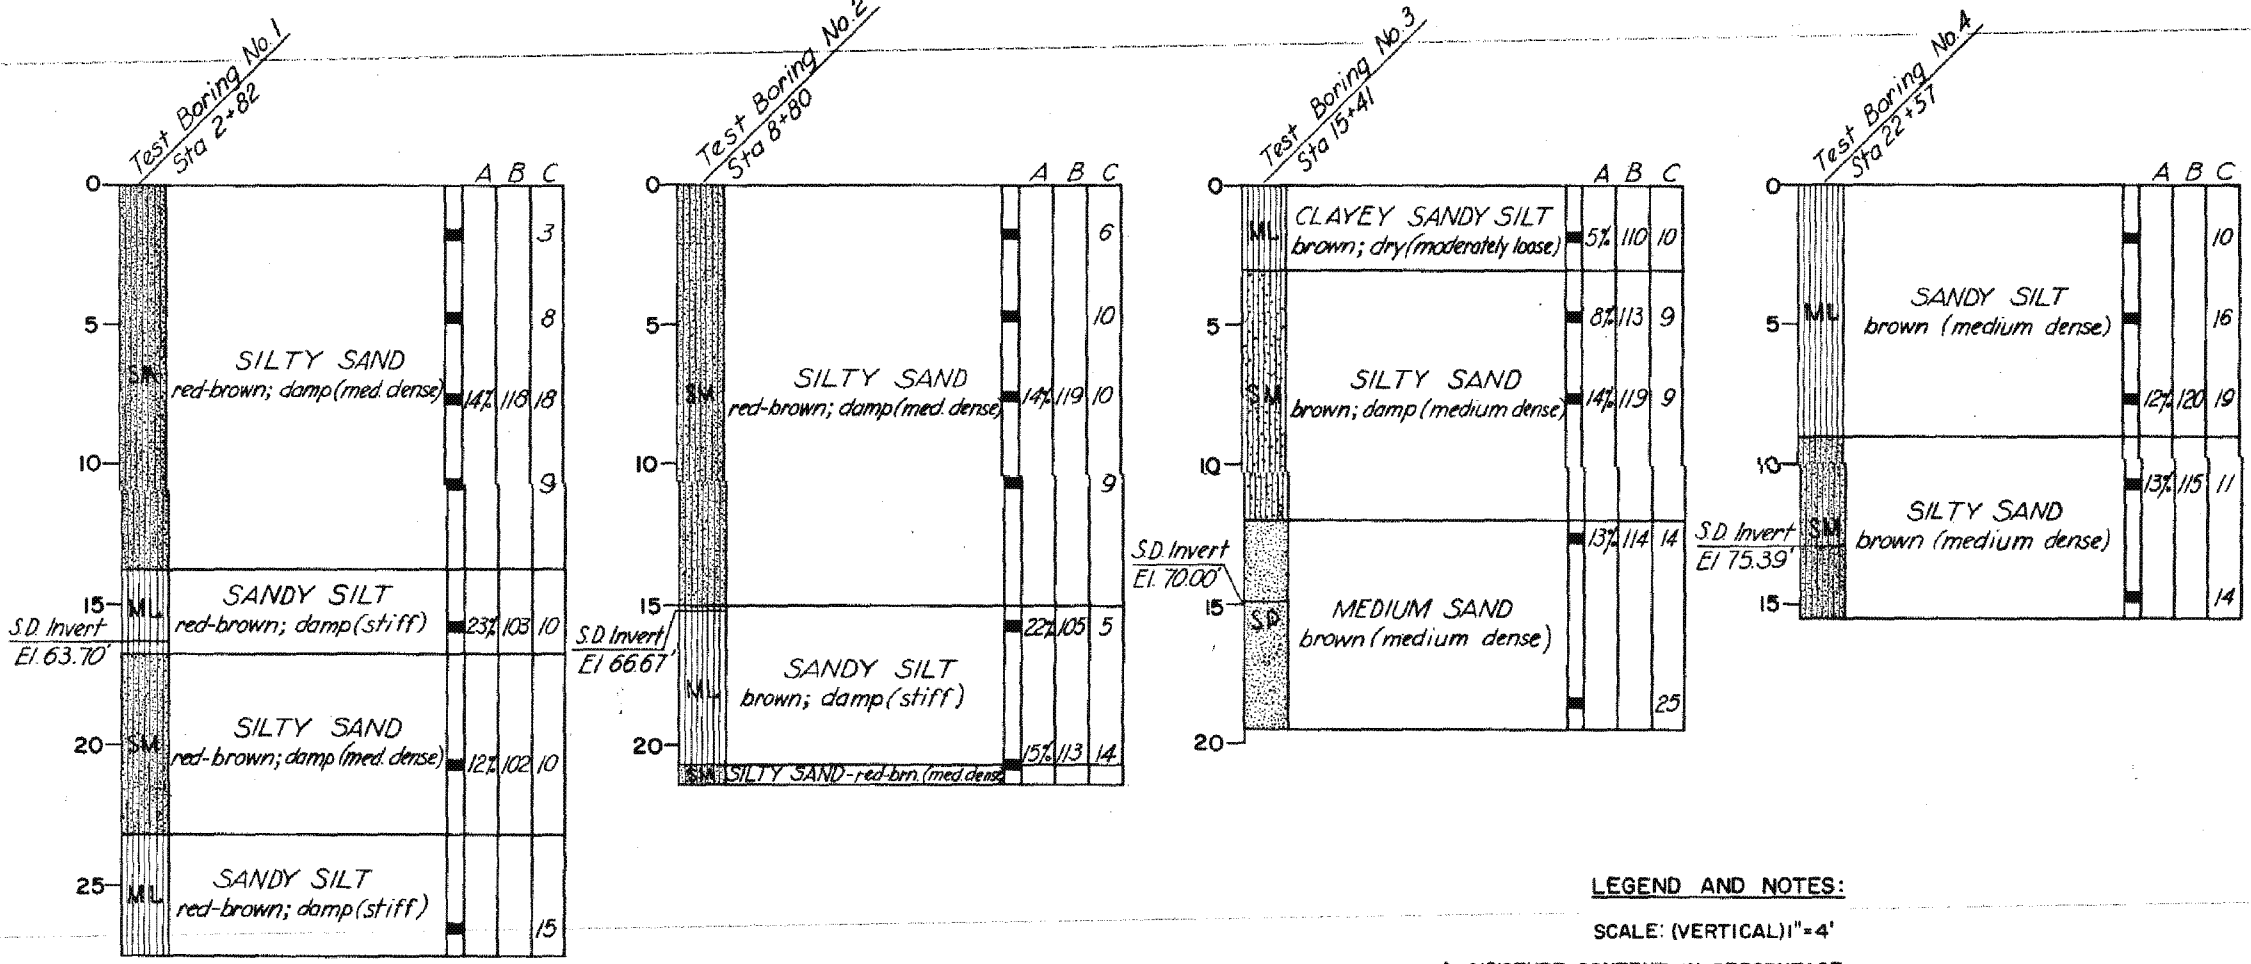 Test Boring No. 1
Sta 2+82
A B C
0
3
5
8
SM
SILTY SAND
red-brown; damp (med. dense)
14% 118 18
10
9
15
ML
SANDY SILT
red-brown; damp (stiff)
23% 103 10
S.D. Invert
El. 63.70'
20
SM
SILTY SAND
red-brown; damp (med. dense)
12% 102 10
25
ML
SANDY SILT
red-brown; damp (stiff)
15
Test Boring No. 2
Sta 8+80
A B C
0
6
5
10
SM
SILTY SAND
red-brown; damp (med. dense)
14% 119 10
10
9
15
S.D. Invert
El 66.67'
22% 105 5
ML
SANDY SILT
brown; damp (stiff)
20
15% 113 14
SM
SILTY SAND-red-brn. (med. dense
Test Boring No. 3
Sta 15+41
A B C
0
ML
CLAYEY SANDY SILT
brown; dry (moderately loose)
5% 110 10
5
8% 113 9
SM
SILTY SAND
brown; damp (medium dense)
14% 119 9
10
13% 114 14
S.D. Invert
El. 70.00'
15
SP
MEDIUM SAND
brown (medium dense)
25
20
Test Boring No. 4
Sta 22+57
A B C
0
10
ML
SANDY SILT
brown (medium dense)
5
16
12% 120 19
10
13% 115 11
S.D. Invert
El 75.39'
SM
SILTY SAND
brown (medium dense)
15
14
LEGEND AND NOTES:
SCALE: (VERTICAL) 1"=4'